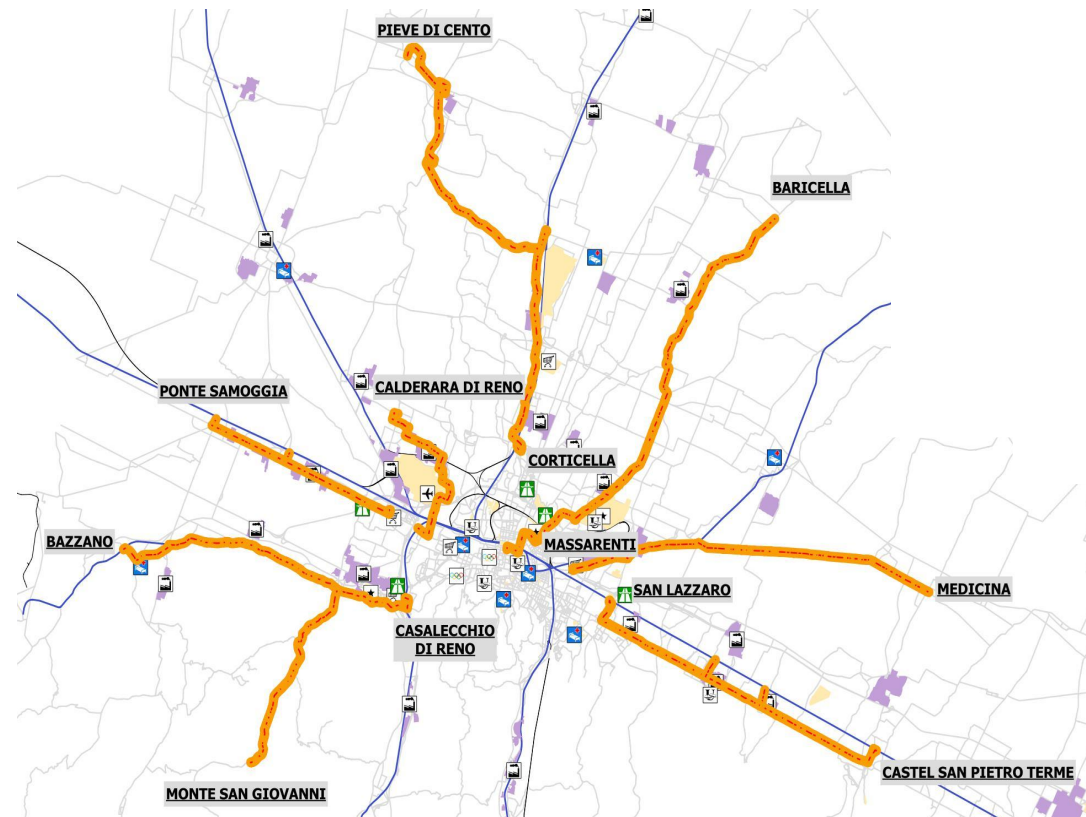 PIEVE DI CENTO
BARICELLA
PONTE SAMOGGIA
CALDERARA DI RENO
CORTICELLA
BAZZANO
MASSARENTI
SAN LAZZARO
MEDICINA
CASALECCHIO
DI RENO
CASTEL SAN PIETRO TERME
MONTE SAN GIOVANNI